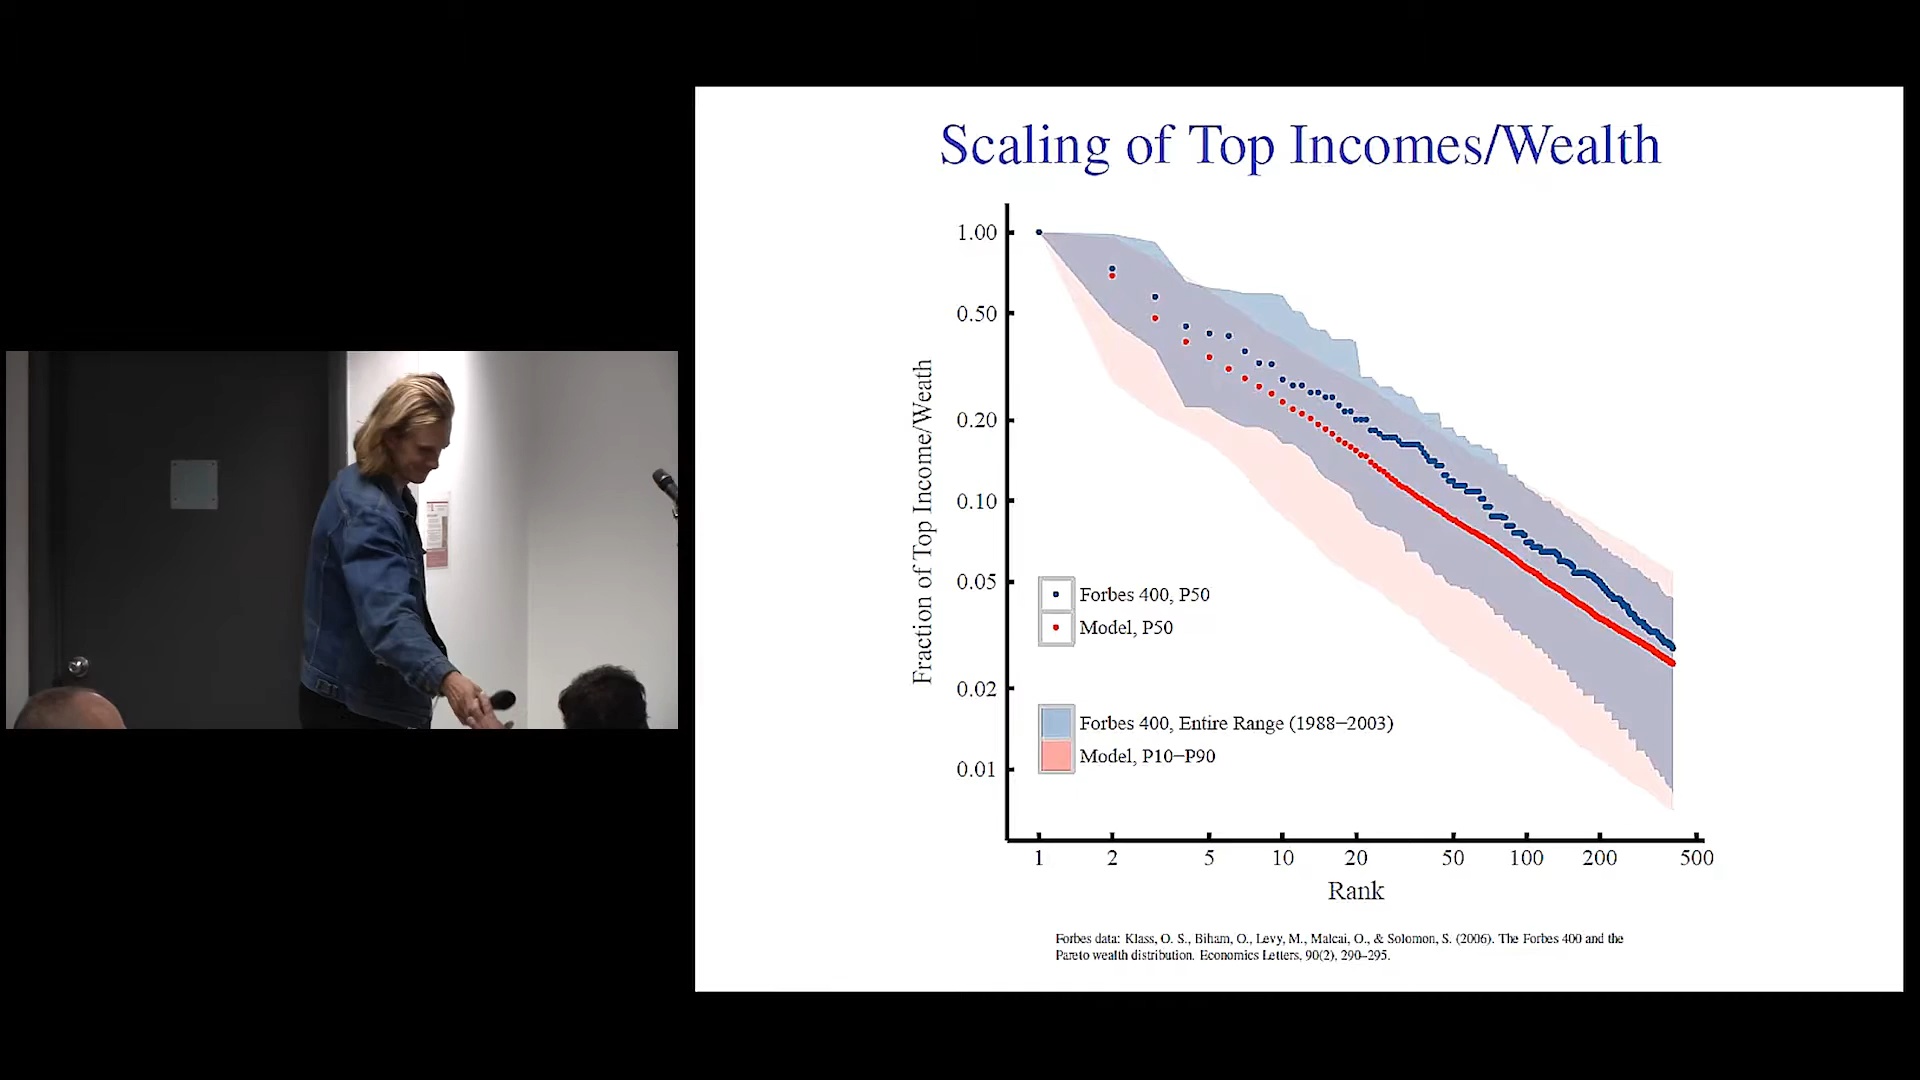 Scaling of Top Incomes/Wealth
Fraction of Top Income/Weath
1.00
0.50
0.20
0.10
0.05
0.02
0.01
Forbes 400, P50
Model, P50
Forbes 400, Entire Range (1988–2003)
Model, P10–P90
1 2 5 10 20 50 100 200 500
Rank
Forbes data: Klass, O. S., Biham, O., Levy, M., Malcai, O., & Solomon, S. (2006). The Forbes 400 and the
Pareto wealth distribution. Economics Letters, 90(2), 290–295.